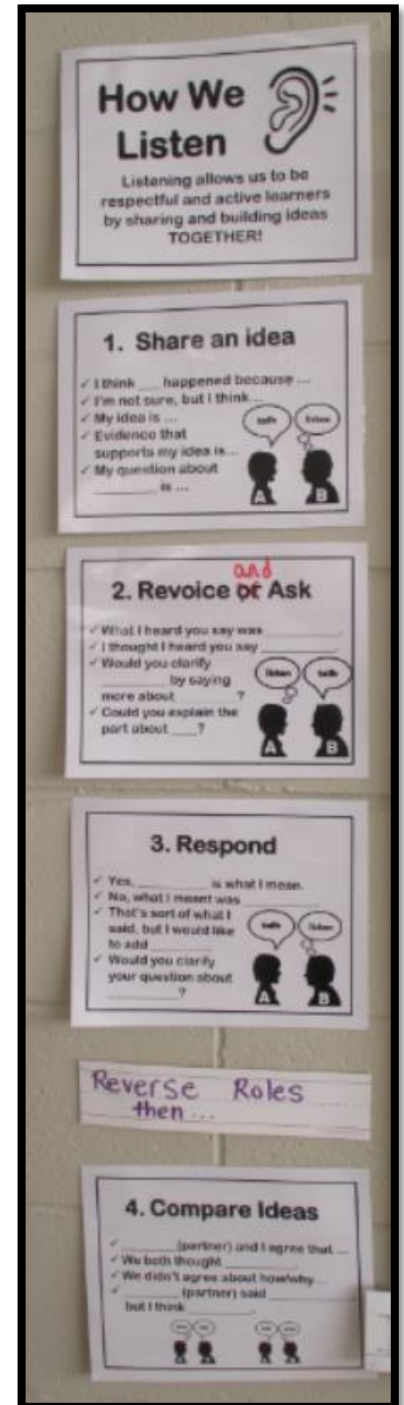 How We
Listen
Listening allows us to be
respectful and active learners
by sharing and building ideas
TOGETHER!
1. Share an idea
✓ I think ___ happened because ...
✓ I'm not sure, but I think ...
✓ My idea is ...
✓ Evidence that
supports my idea is...
✓ My question about
________ is ...
A B
and
2. Revoice or Ask
✓ What I heard you say was ________.
✓ I thought I heard you say ________.
✓ Would you clarify
________ by saying
more about ________?
✓ Could you explain the
part about ___?
A B
3. Respond
✓ Yes, ________ is what I mean.
✓ No, what I meant was ________.
✓ That's sort of what I
said, but I would like
to add ________
✓ Would you clarify
your question about
________?
A B
Reverse Roles
then ...
4. Compare Ideas
✓ ________ (partner) and I agree that ...
✓ We both thought ________.
✓ We didn't agree about how/why...
✓ ________ (partner) said ________
but I think ________.